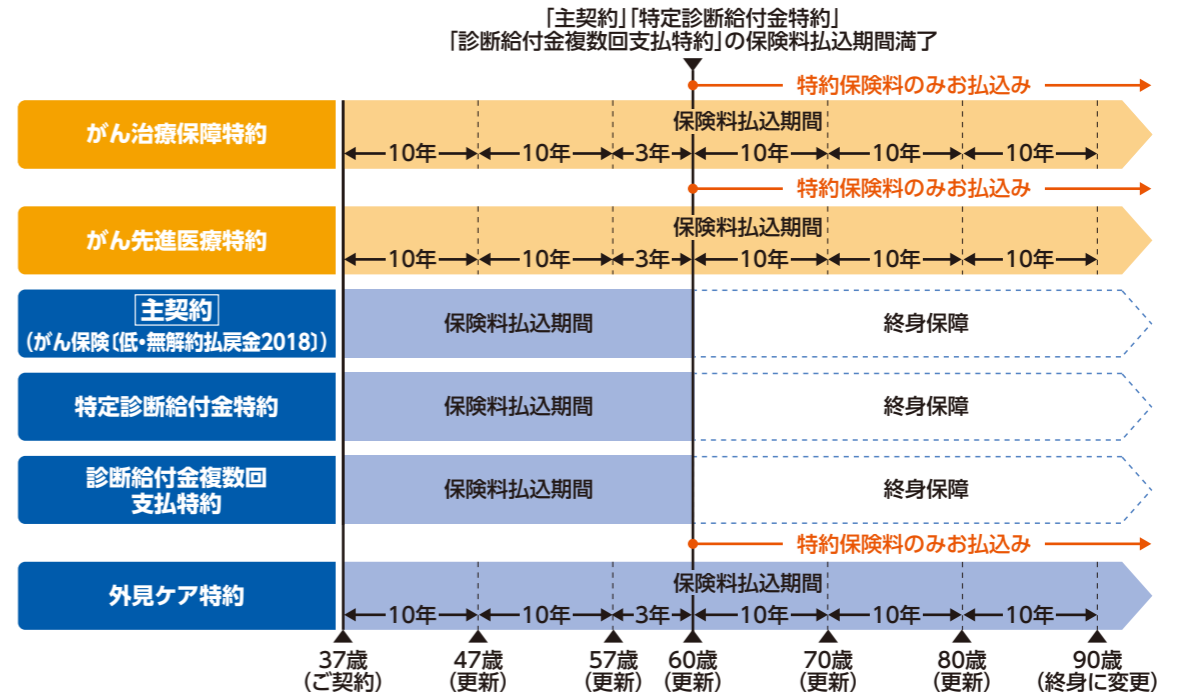 ｢主契約｣｢特定診断給付金特約｣
｢診断給付金複数回支払特約｣の保険料払込期間満了
特約保険料のみお払込み
がん治療保障特約
保険料払込期間
10年 10年 3年 10年 10年 10年
特約保険料のみお払込み
がん先進医療特約
保険料払込期間
10年 10年 3年 10年 10年 10年
主契約
(がん保険〔低・無解約払戻金2018〕)
保険料払込期間
終身保障
特定診断給付金特約
保険料払込期間
終身保障
診断給付金複数回
支払特約
保険料払込期間
終身保障
特約保険料のみお払込み
外見ケア特約
保険料払込期間
10年 10年 3年 10年 10年 10年
37歳 47歳 57歳 60歳 70歳 80歳 90歳
(ご契約) (更新) (更新) (更新) (更新) (更新) (終身に変更)